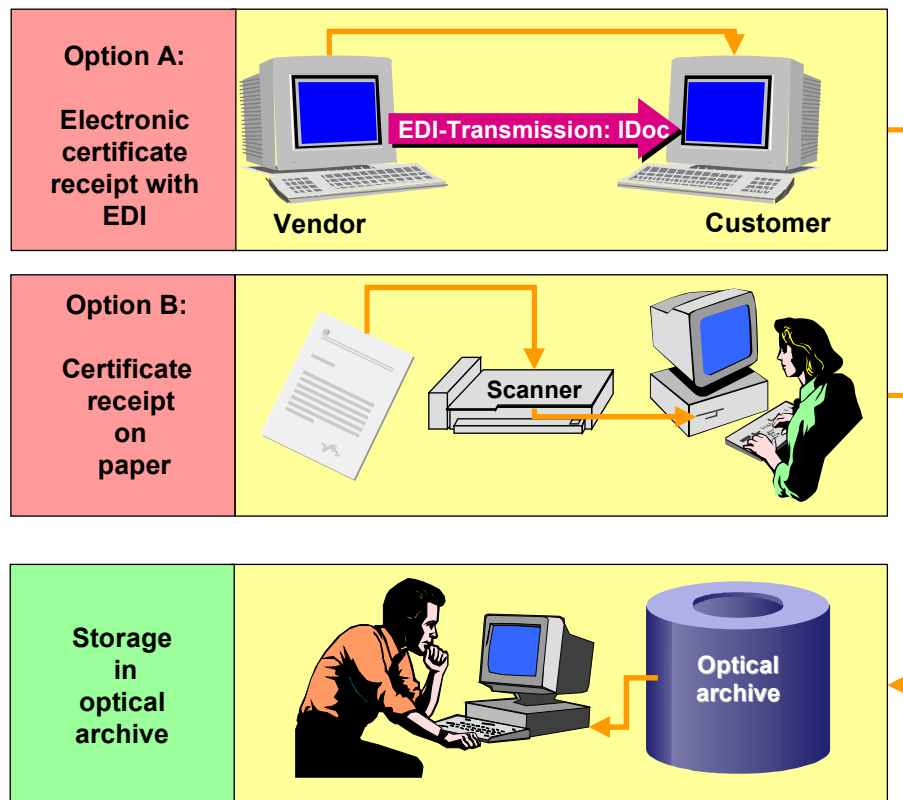 Option A:
Electronic
certificate
receipt with
EDI
EDI-Transmission: IDoc
Vendor
Customer
Option B:
Certificate
receipt
on
paper
Scanner
Storage
in
optical
archive
Optical
archive